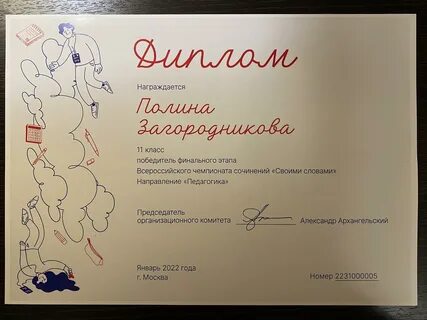 Диплом
Награждается
Полина
Загородникова
11 класс
победитель финального этапа
Всероссийского чемпионата сочинений «Своими словами»
Направление «Педагогика»
Председатель
организационного комитета
Александр Архангельский
Январь 2022 года
г. Москва
Номер 2231000005